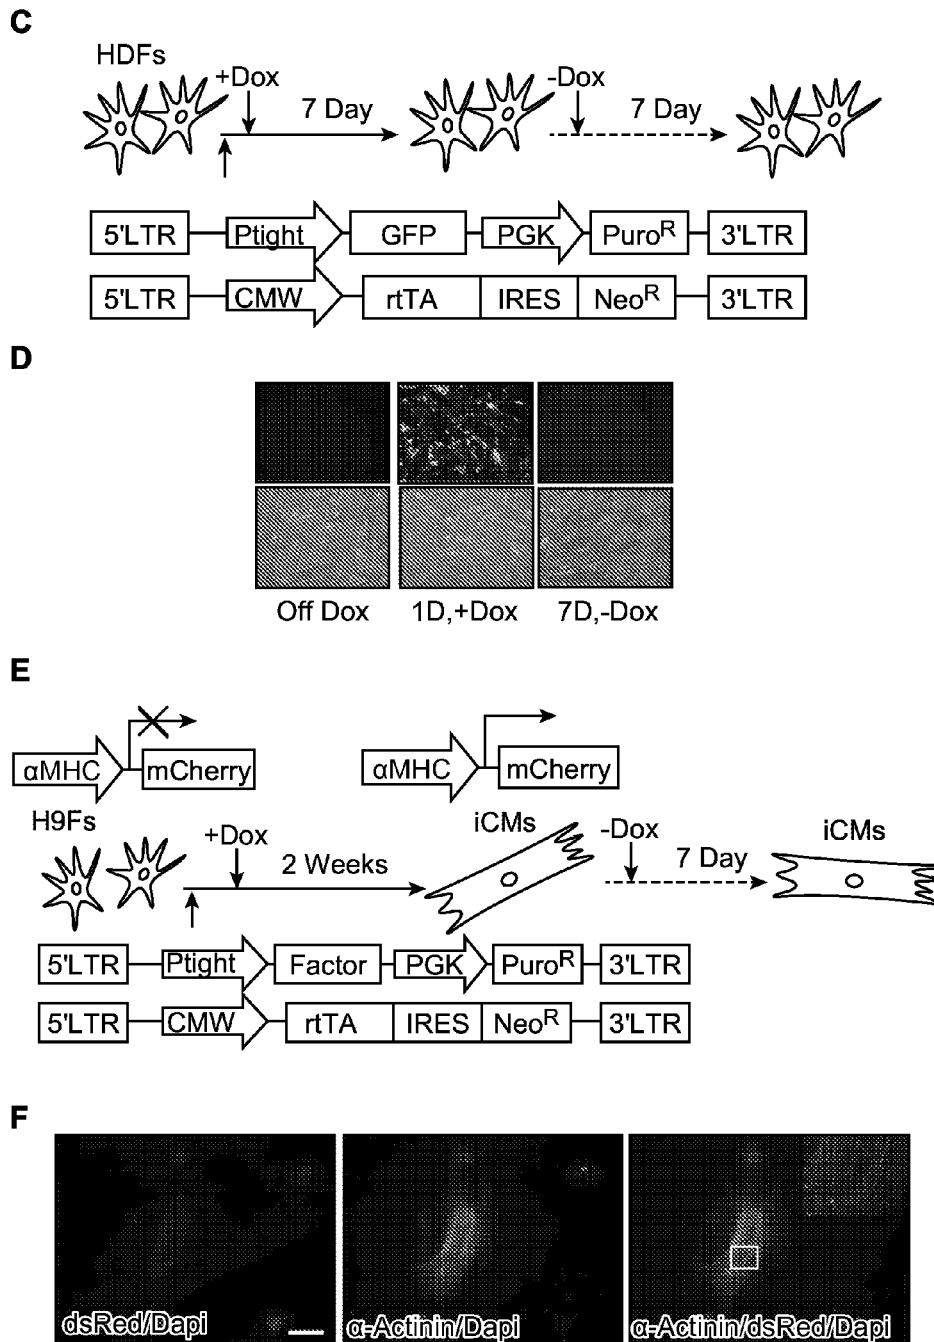 C
HDFs
+Dox
7 Day
-Dox
7 Day
5'LTR Ptight GFP PGK Puro^R 3'LTR
5'LTR CMW rtTA IRES Neo^R 3'LTR
D
Off Dox 1D,+Dox 7D,-Dox
E
αMHC mCherry αMHC mCherry
H9Fs
+Dox
2 Weeks
iCMs
-Dox
7 Day
iCMs
5'LTR Ptight Factor PGK Puro^R 3'LTR
5'LTR CMW rtTA IRES Neo^R 3'LTR
F
dsRed/Dapi α-Actinin/Dapi α-Actinin/dsRed/Dapi